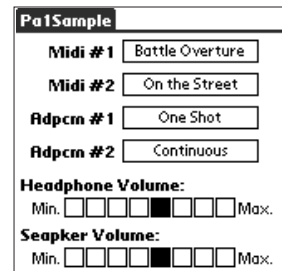 Pa1Sample
Midi #1 Battle Overture
Midi #2 On the Street
Adpcm #1 One Shot
Adpcm #2 Continuous
Headphone Volume:
Min. Max.
Seapker Volume:
Min. Max.